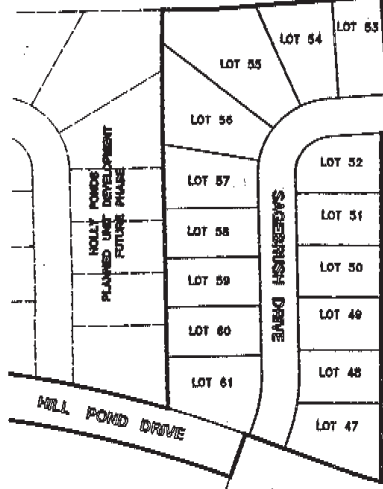 LOT 53
LOT 54
LOT 55
LOT 56
LOT 57
LOT 58
LOT 59
LOT 60
LOT 61
LOT 52
LOT 51
LOT 50
LOT 49
LOT 48
LOT 47
SAGEBRUSH DRIVE
HOLLY PONDS
PLANNED UNIT DEVELOPMENT
FUTURE PHASE
HILL POND DRIVE